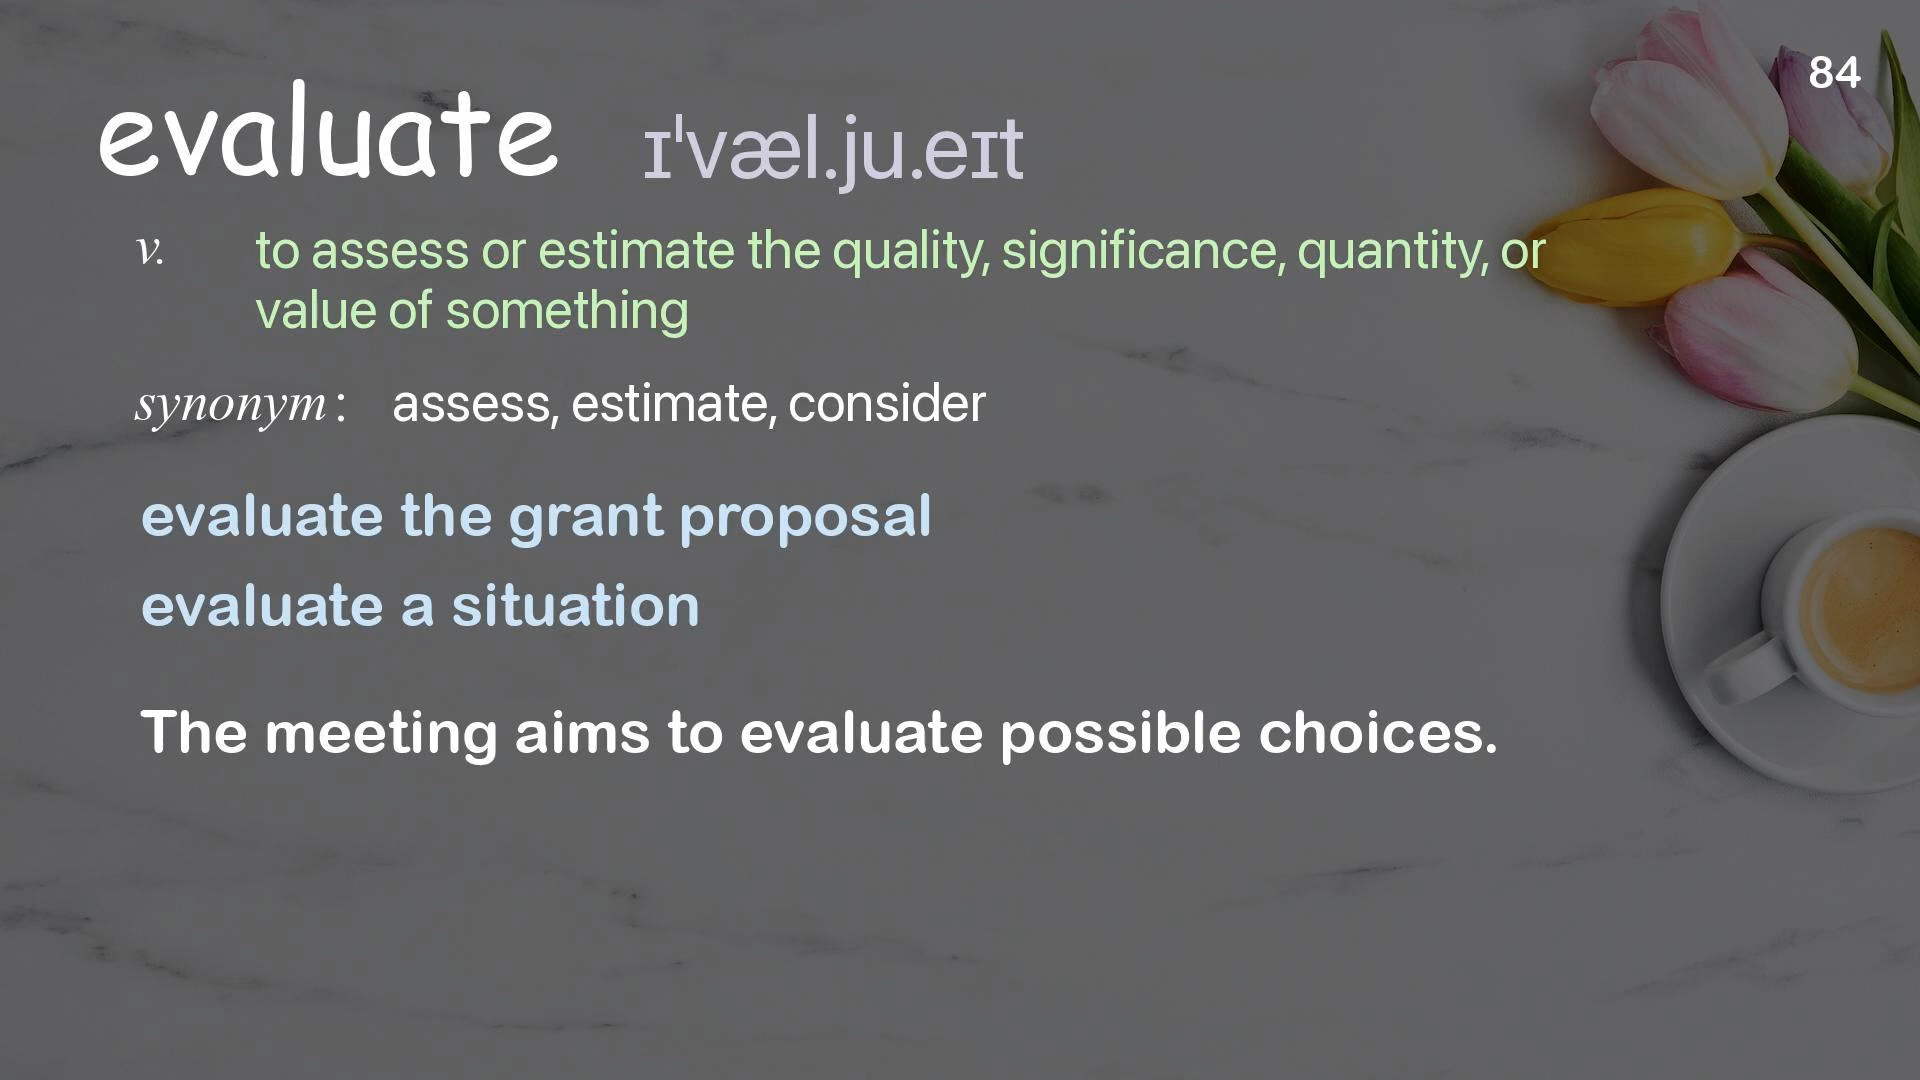 84
evaluate ɪˈvæl.ju.eɪt
v. to assess or estimate the quality, significance, quantity, or
value of something
synonym: assess, estimate, consider
evaluate the grant proposal
evaluate a situation
The meeting aims to evaluate possible choices.